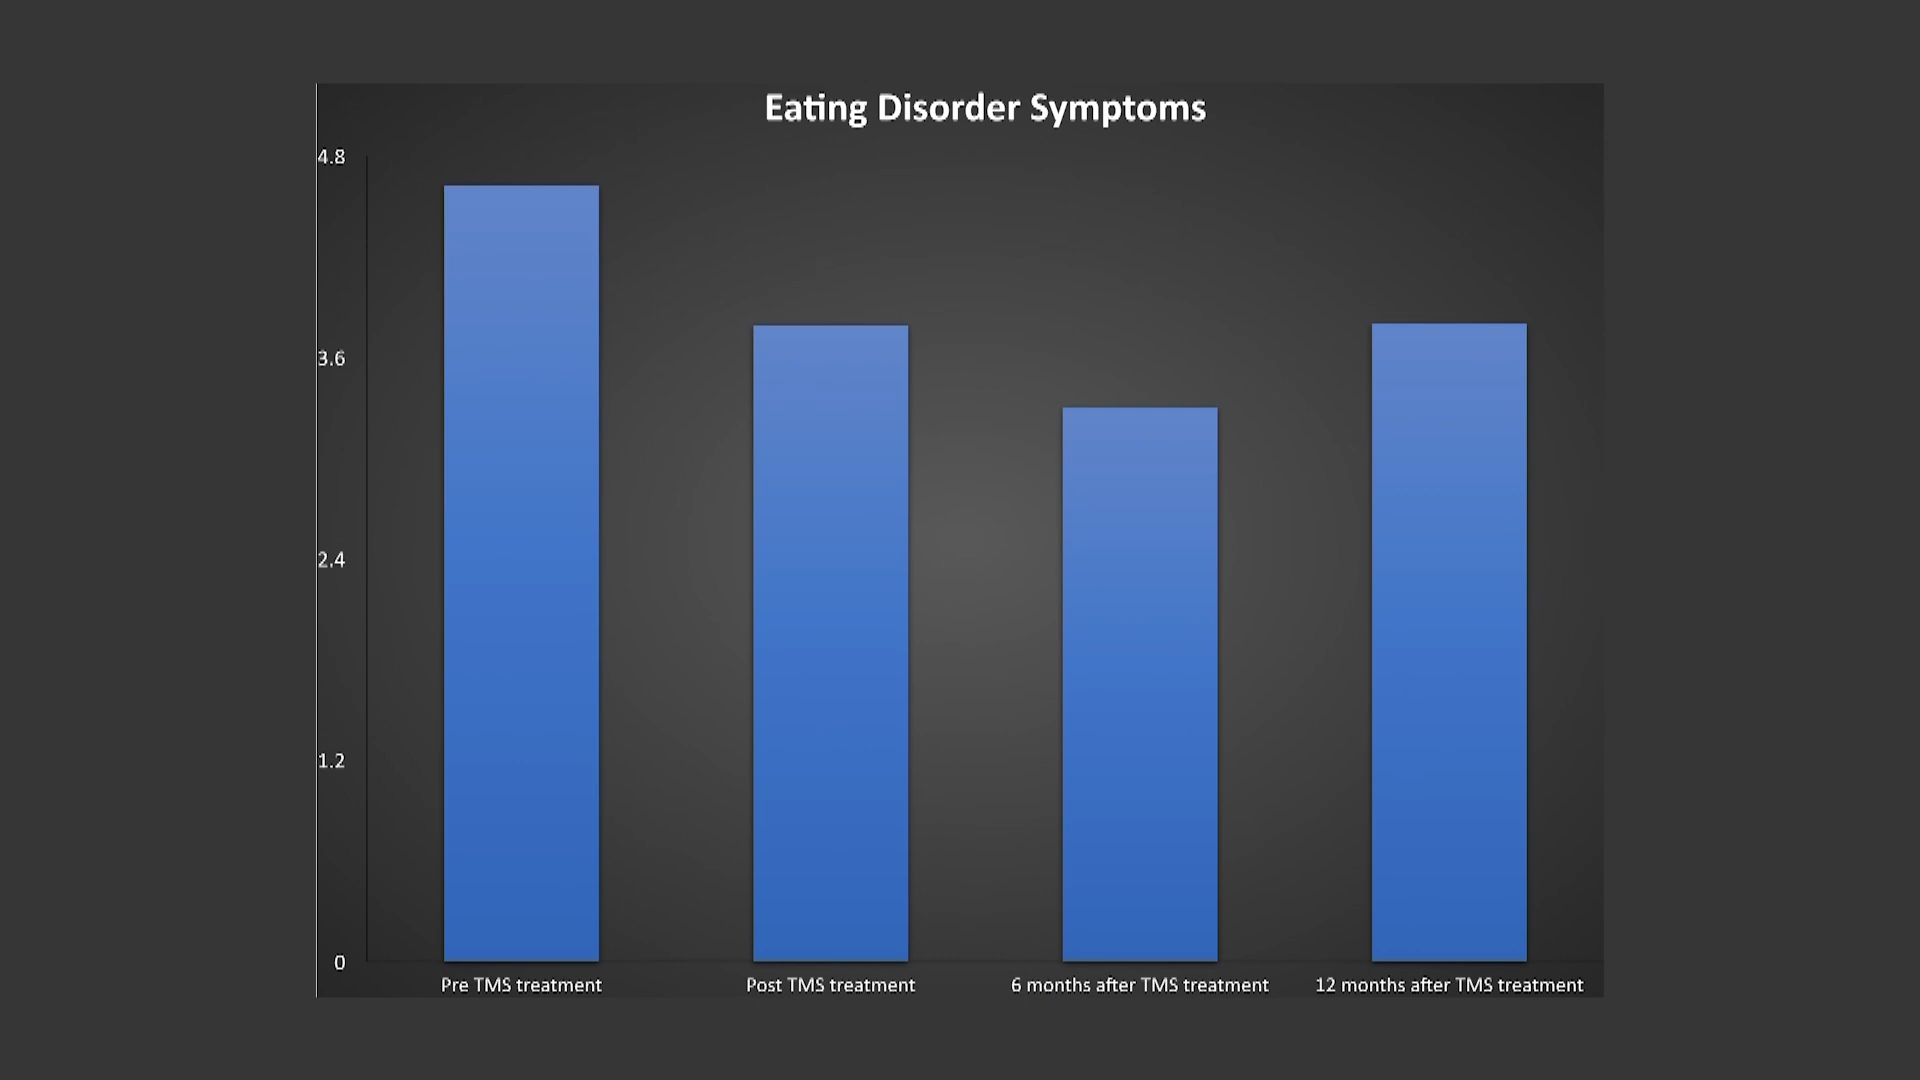 Eating Disorder Symptoms
4.8
3.6
2.4
1.2
0
Pre TMS treatment
Post TMS treatment
6 months after TMS treatment
12 months after TMS treatment